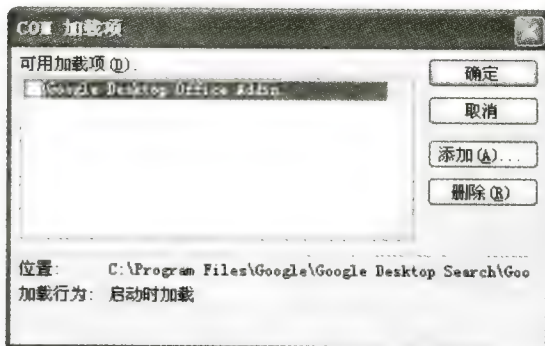 COM 加载项
可用加载项(D):
Google Desktop Office Addin
确定
取消
添加(A)...
删除(R)
位置: C:\Program Files\Google\Google Desktop Search\Goo
加载行为: 启动时加载